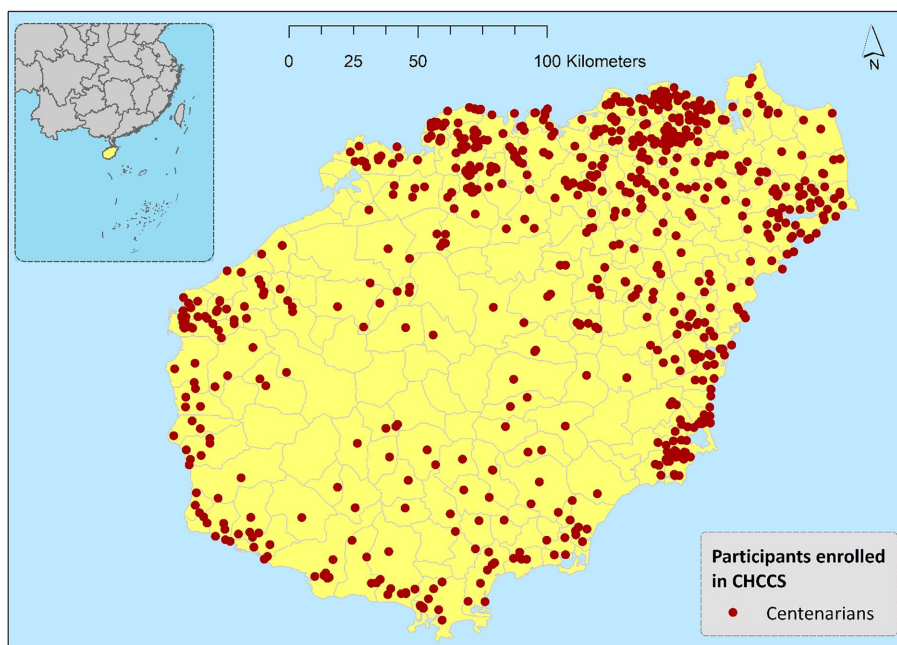 0 25 50 100 Kilometers
N
Participants enrolled
in CHCCS
Centenarians